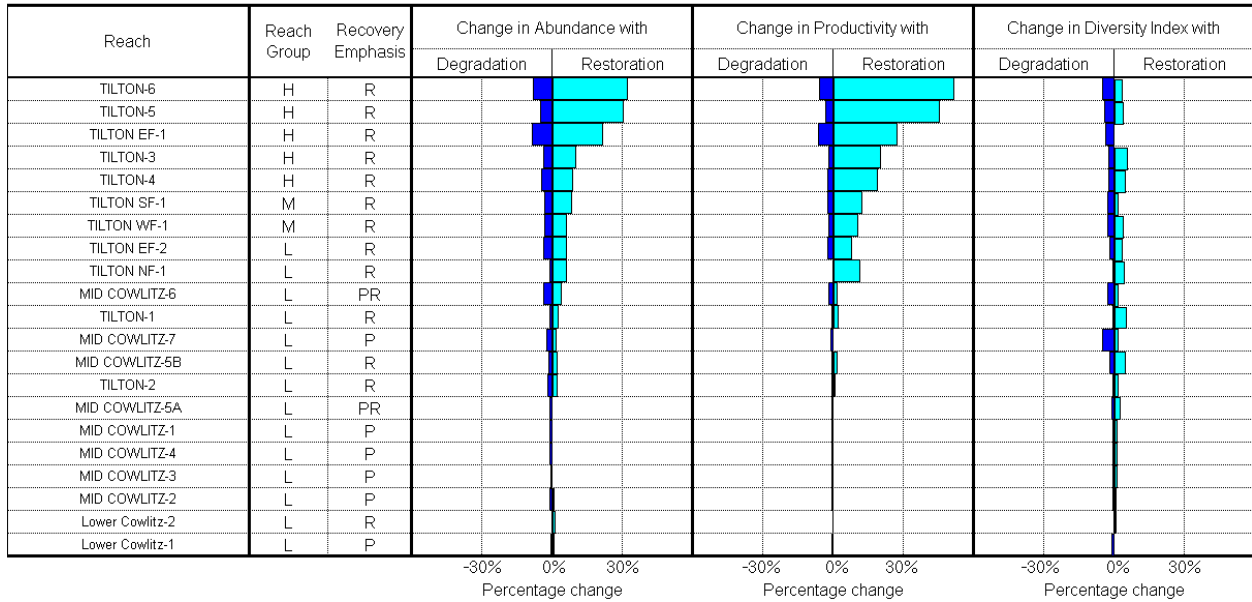 Reach Reach Group Recovery Emphasis Change in Abundance with Change in Productivity with Change in Diversity Index with
Degradation Restoration Degradation Restoration Degradation Restoration
TILTON-6 H R
TILTON-5 H R
TILTON EF-1 H R
TILTON-3 H R
TILTON-4 H R
TILTON SF-1 M R
TILTON WF-1 M R
TILTON EF-2 L R
TILTON NF-1 L R
MID COWLITZ-6 L PR
TILTON-1 L R
MID COWLITZ-7 L P
MID COWLITZ-5B L R
TILTON-2 L R
MID COWLITZ-5A L PR
MID COWLITZ-1 L P
MID COWLITZ-4 L P
MID COWLITZ-3 L P
MID COWLITZ-2 L P
Lower Cowlitz-2 L R
Lower Cowlitz-1 L P
-30% 0% 30% -30% 0% 30% -30% 0% 30%
Percentage change Percentage change Percentage change